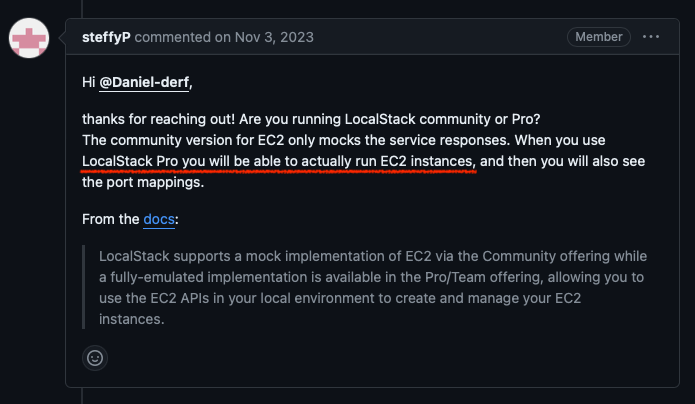 steffyP commented on Nov 3, 2023
Member
Hi @Daniel-derf,
thanks for reaching out! Are you running LocalStack community or Pro?
The community version for EC2 only mocks the service responses. When you use
LocalStack Pro you will be able to actually run EC2 instances, and then you will also see
the port mappings.
From the docs:
LocalStack supports a mock implementation of EC2 via the Community offering while
a fully-emulated implementation is available in the Pro/Team offering, allowing you to
use the EC2 APIs in your local environment to create and manage your EC2
instances.